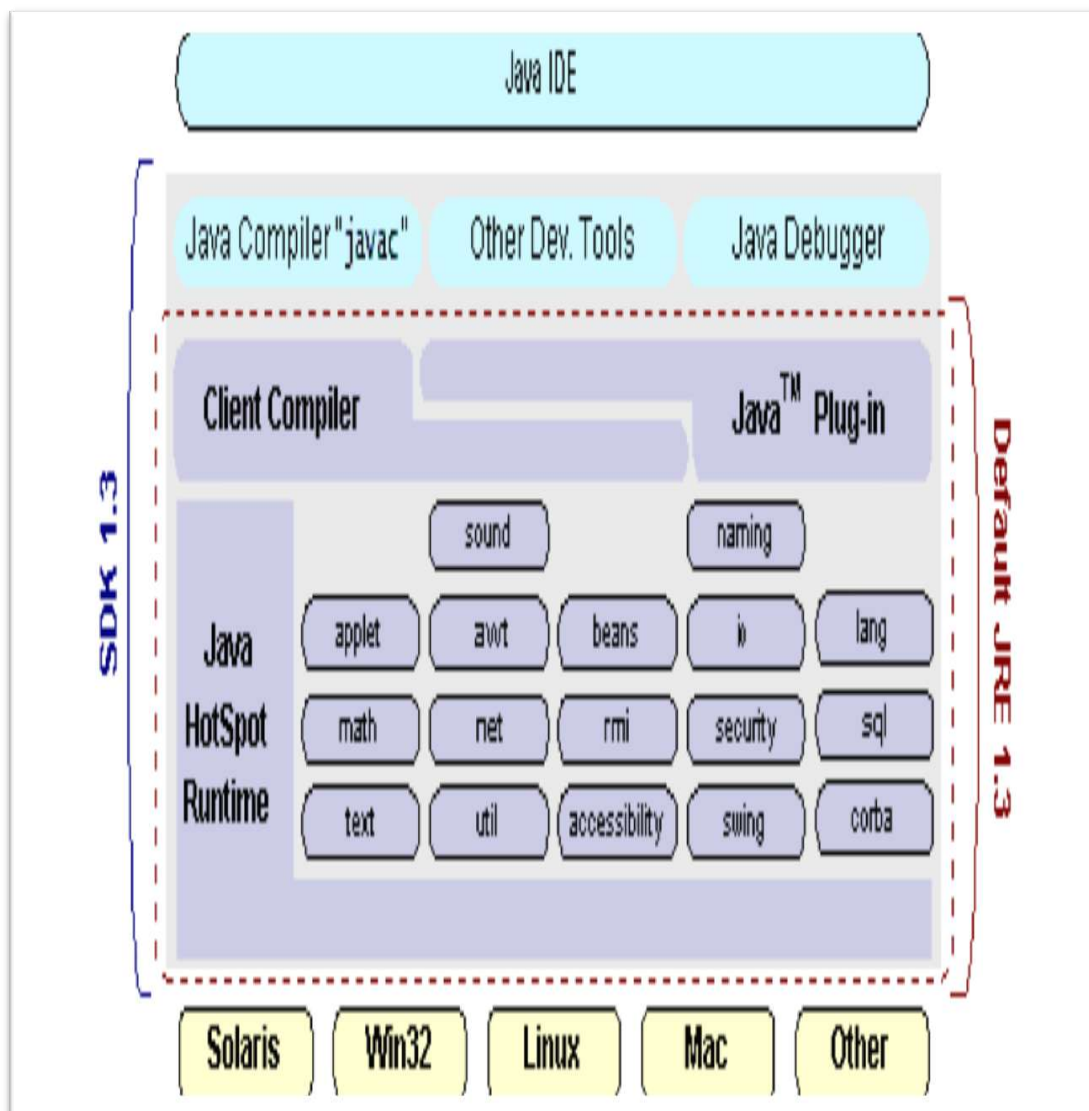 Java IDE
Java Compiler "javac"
Other Dev. Tools
Java Debugger
SDK 1.3
Default JRE 1.3
Client Compiler
Java™ Plug-in
Java
HotSpot
Runtime
sound
naming
applet
awt
beans
io
lang
math
net
rmi
security
sql
text
util
accessibility
swing
corba
Solaris
Win32
Linux
Mac
Other